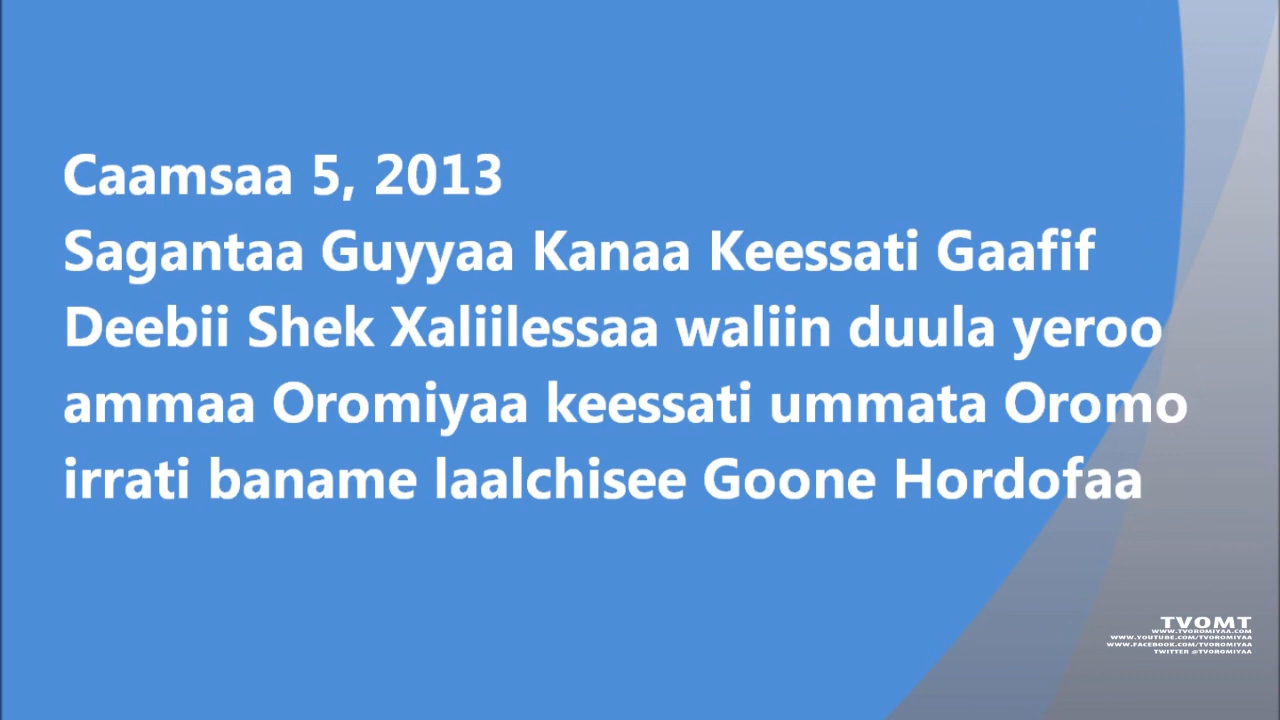 Caamsaa 5, 2013
Sagantaa Guyyaa Kanaa Keessati Gaafif
Deebii Shek Xaliilessaa waliin duula yeroo
ammaa Oromiyaa keessati ummata Oromo
irrati baname laalchisee Goone Hordofaa
TVOMT
WWW.TVOROMIYAA.COM
WWW.YOUTUBE.COM/TVOROMIYAA
WWW.FACEBOOK.COM/TVOROMIYAA
TWITTER @TVOROMIYAA